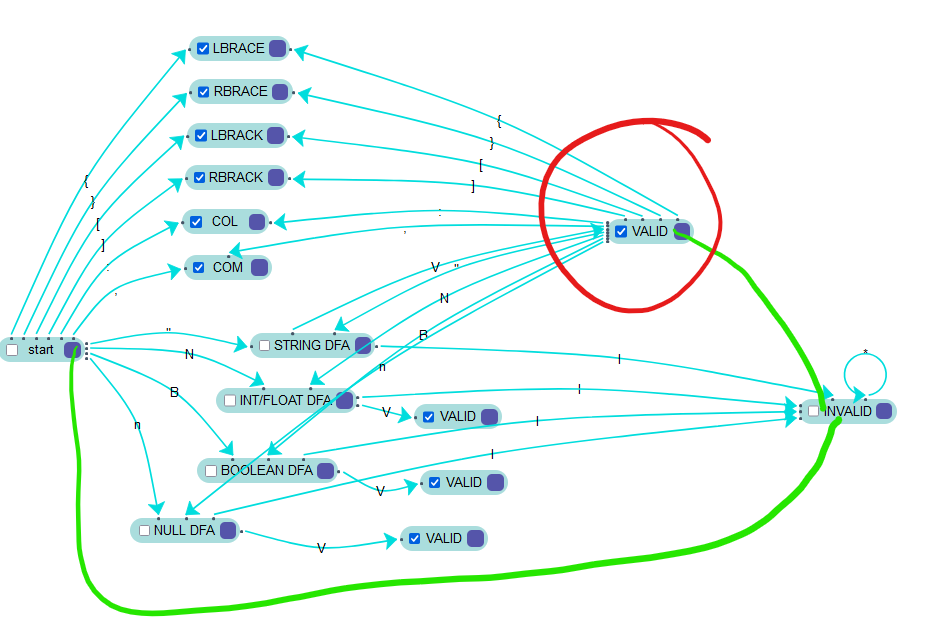 LBRACE
RBRACE
LBRACK
RBRACK
COL
COM
start
STRING DFA
INT/FLOAT DFA
BOOLEAN DFA
NULL DFA
VALID
VALID
VALID
VALID
INVALID
{
}
[
]
:
,
"
N
B
n
{
}
[
]
:
,
V
"
N
B
n
I
I
I
I
V
V
V
*